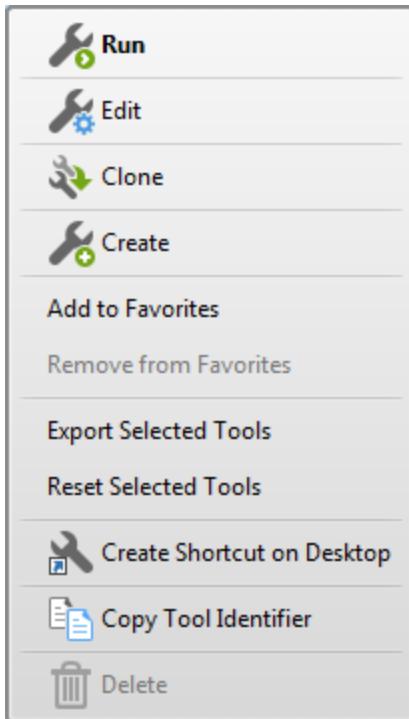 Run
Edit
Clone
Create
Add to Favorites
Remove from Favorites
Export Selected Tools
Reset Selected Tools
Create Shortcut on Desktop
Copy Tool Identifier
Delete